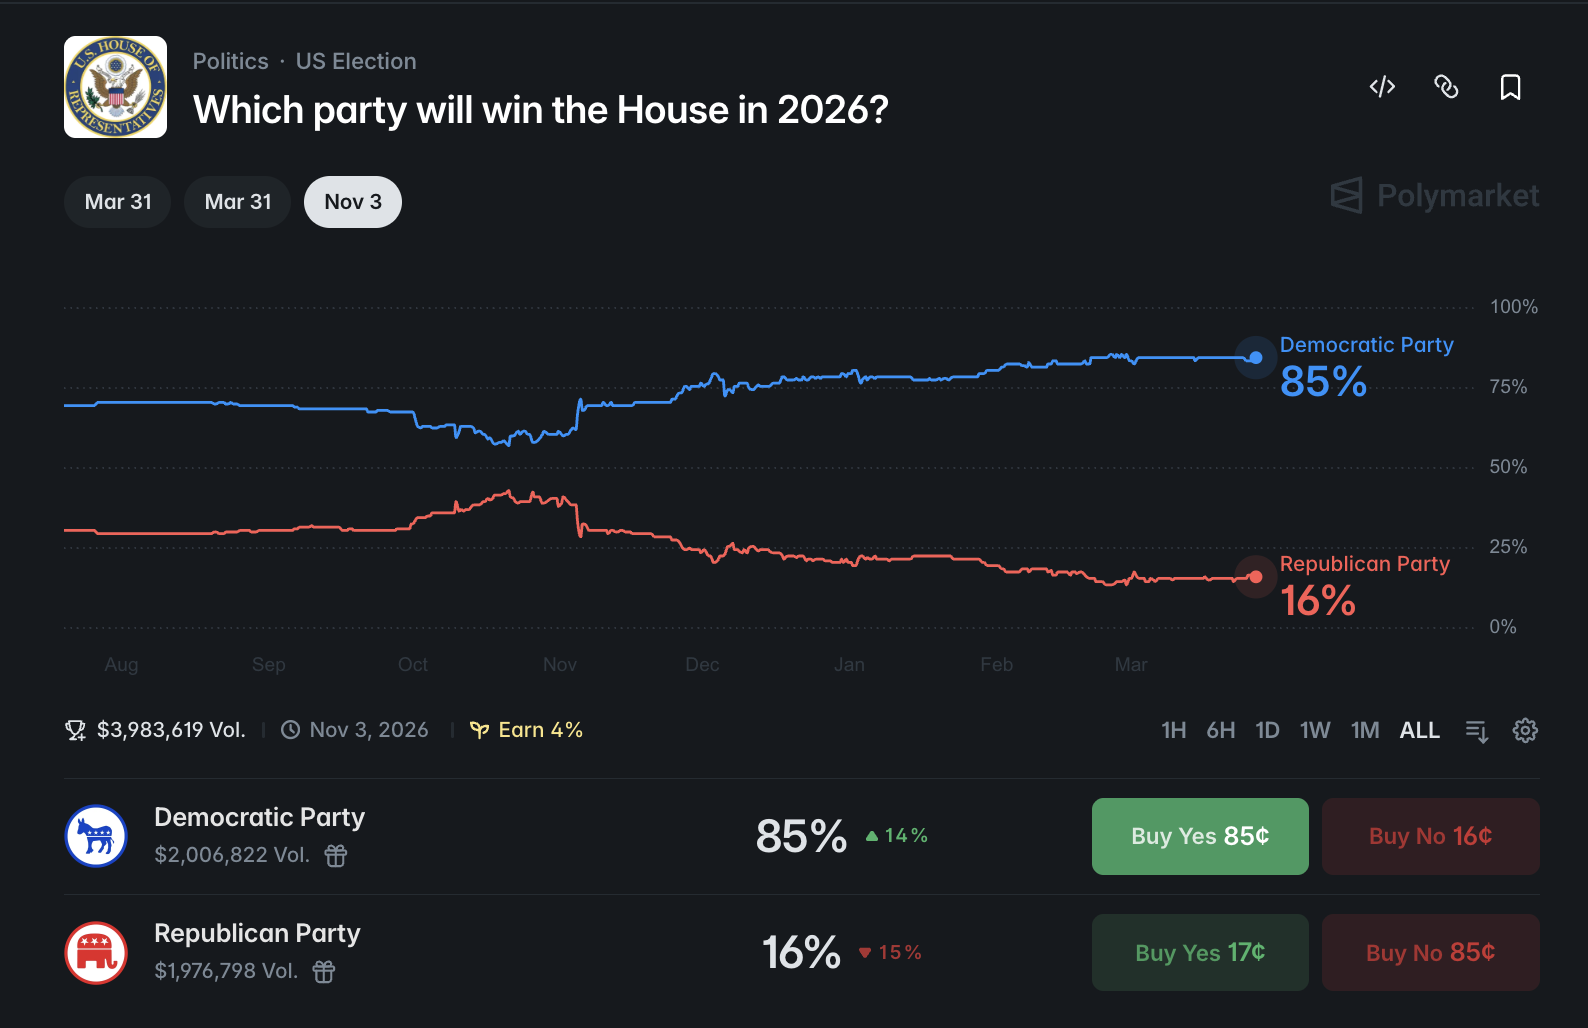 U.S. HOUSE OF
REPRESENTATIVES
Politics · US Election
Which party will win the House in 2026?
Mar 31
Mar 31
Nov 3
Polymarket
100%
Democratic Party
85%
75%
50%
25%
Republican Party
16%
0%
Aug Sep Oct Nov Dec Jan Feb Mar
$3,983,619 Vol. Nov 3, 2026 Earn 4%
1H 6H 1D 1W 1M ALL
Democratic Party
$2,006,822 Vol.
85% ▲ 14%
Buy Yes 85¢
Buy No 16¢
Republican Party
$1,976,798 Vol.
16% ▼ 15%
Buy Yes 17¢
Buy No 85¢